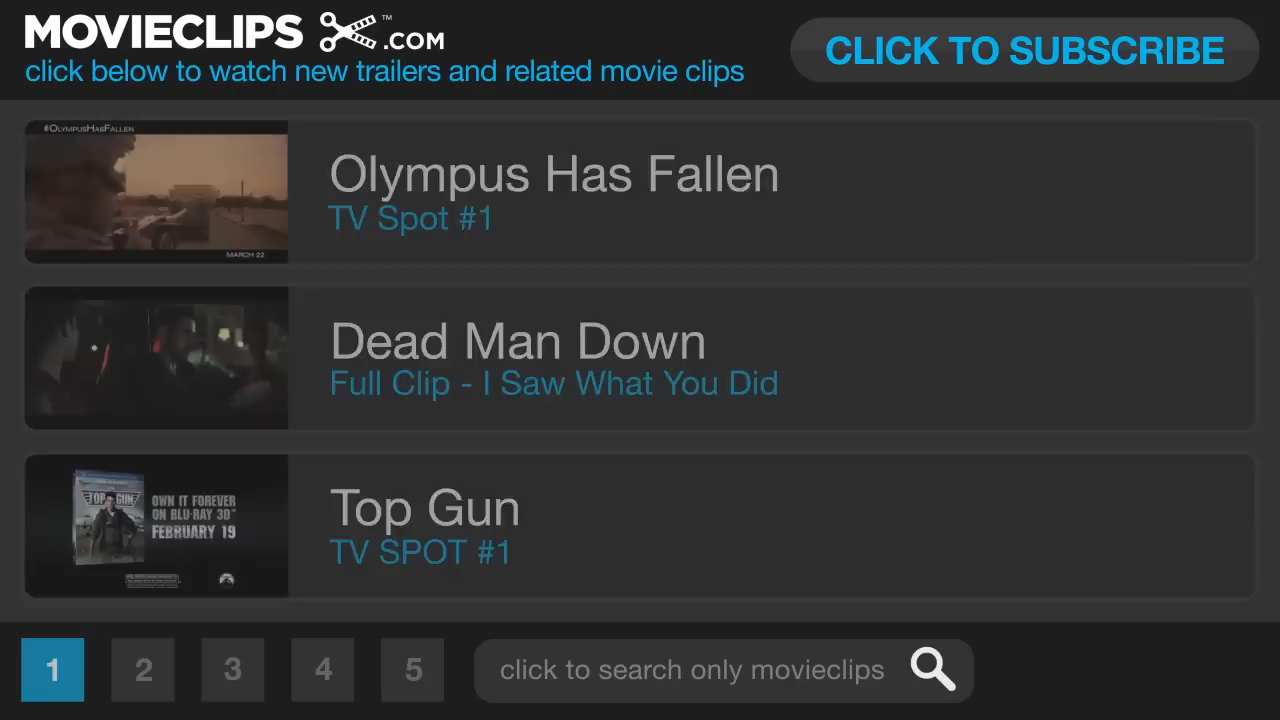 MOVIECLIPS .COM™
click below to watch new trailers and related movie clips
CLICK TO SUBSCRIBE
#OLYMPUSHASFALLEN
MARCH 22
Olympus Has Fallen
TV Spot #1
Dead Man Down
Full Clip - I Saw What You Did
TOP GUN
OWN IT FOREVER
ON BLU-RAY 3D™
FEBRUARY 19
Top Gun
TV SPOT #1
1 2 3 4 5
click to search only movieclips